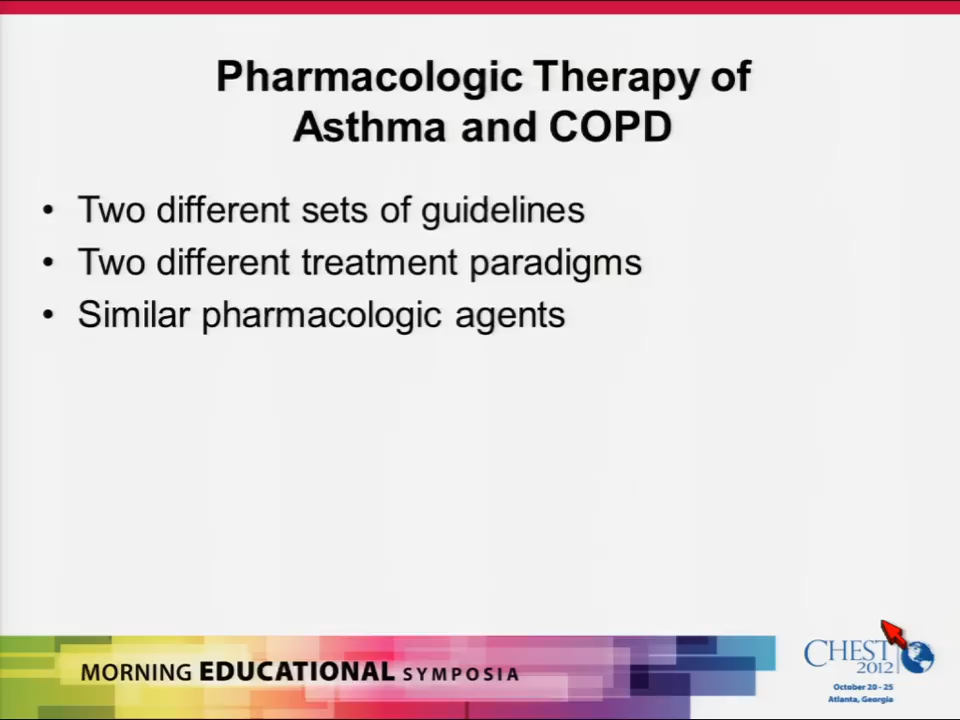 Pharmacologic Therapy of
Asthma and COPD
• Two different sets of guidelines
• Two different treatment paradigms
• Similar pharmacologic agents
MORNING EDUCATIONAL SYMPOSIA
CHEST
2012
October 20 - 25
Atlanta, Georgia